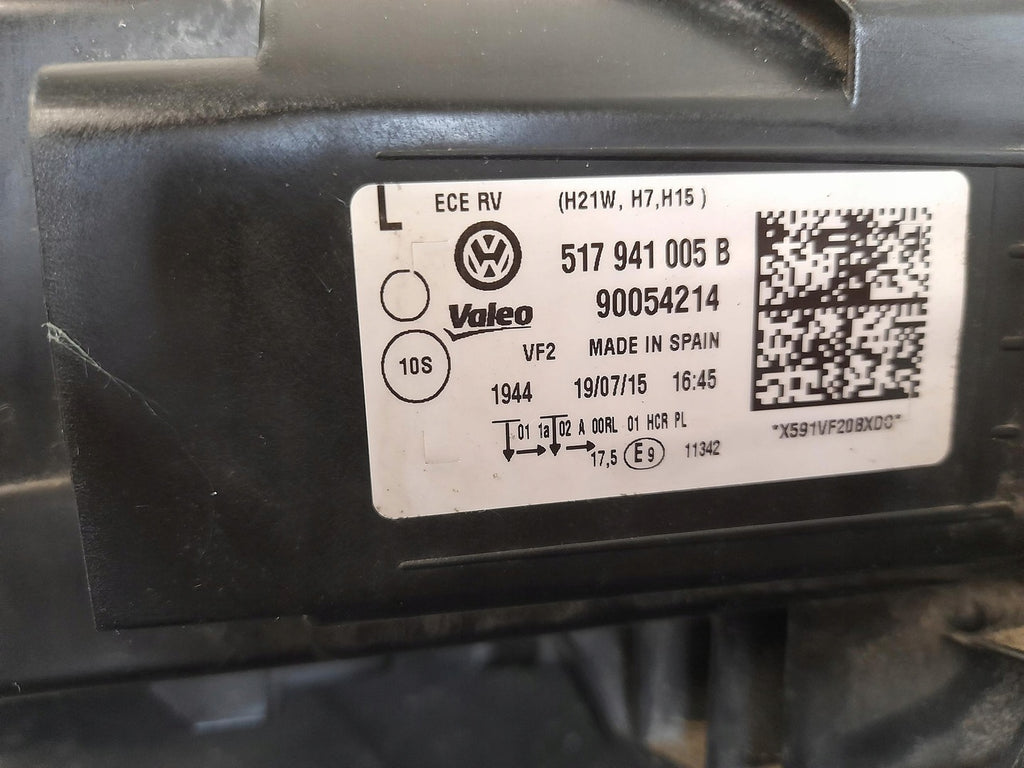 L ECE RV (H21W, H7,H15)
517 941 005 B
Valeo 90054214
VF2 MADE IN SPAIN
10S
1944 19/07/15 16:45
01 1a 02 A 00RL 01 HCR PL
17,5 E9 11342
*X591VF20BXDC*